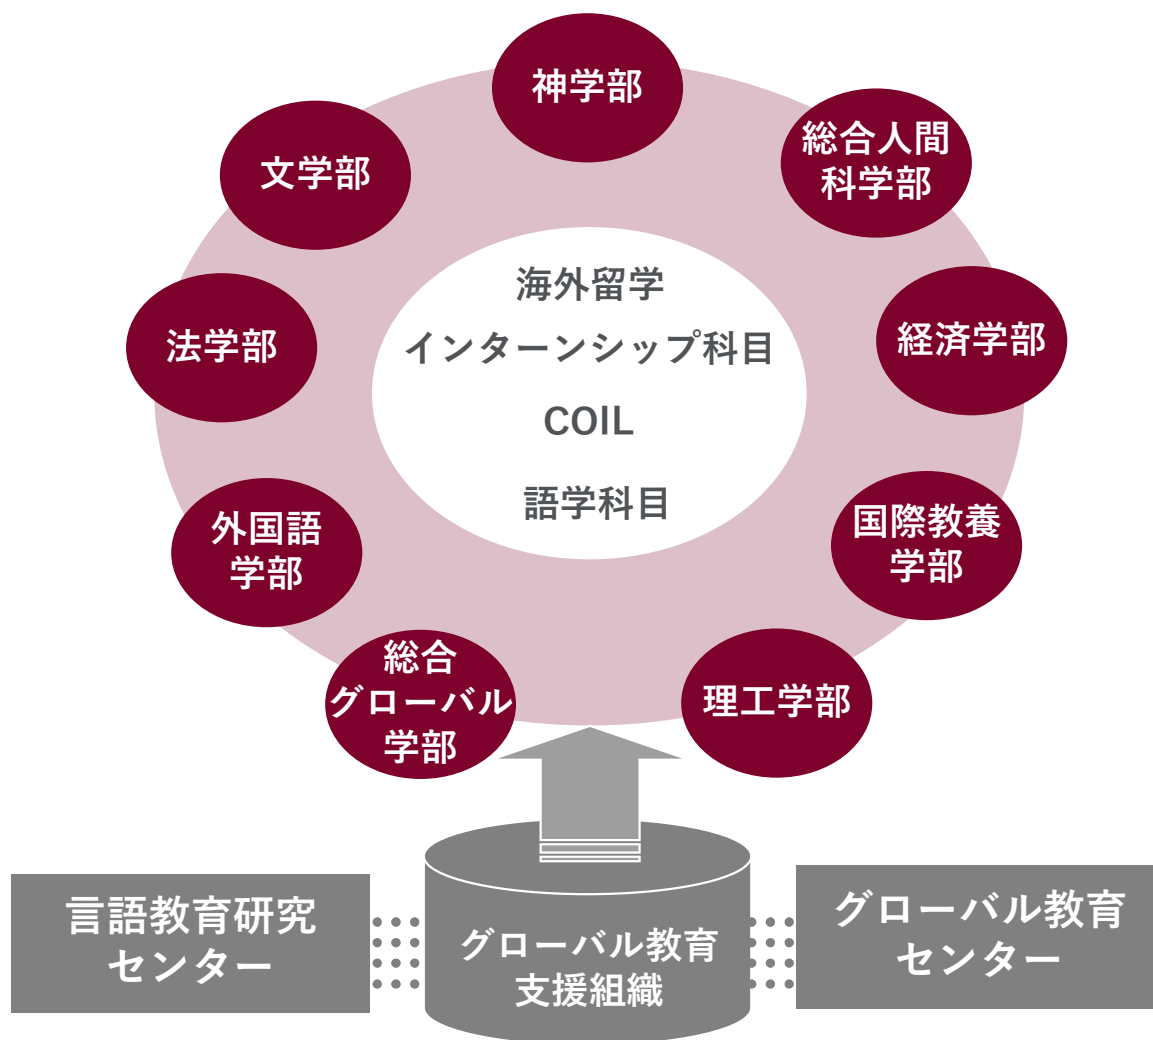 神学部
総合人間
科学部
文学部
経済学部
法学部
海外留学
インターンシップ科目
COIL
語学科目
国際教養
学部
外国語
学部
理工学部
総合
グローバル
学部
言語教育研究
センター
グローバル教育
支援組織
グローバル教育
センター